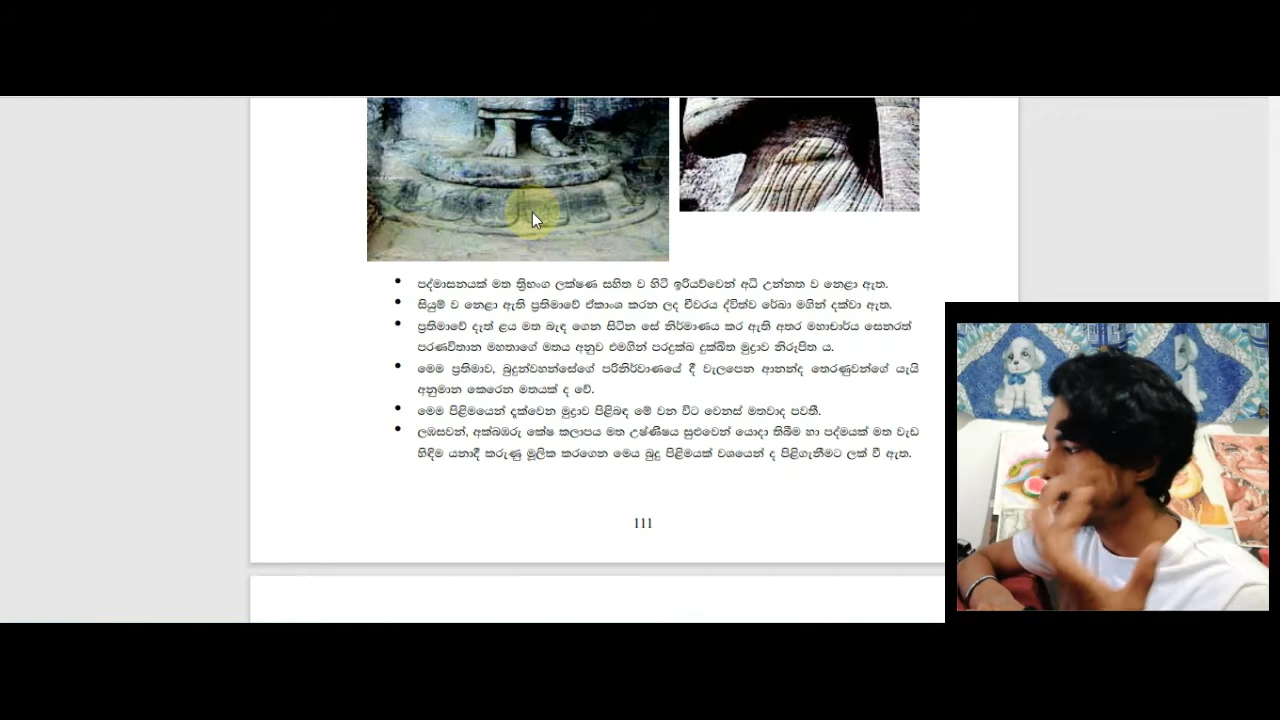 පද්මාසනයක් මත ත්‍රිභංග ලක්ෂණ සහිත ව හිටි ඉරියව්වෙන් අධි උන්නත ව නෙළා ඇත.
සියුම් ව නෙළා ඇති ප්‍රතිමාවේ ඒකාංශ කරන ලද චීවරය ද්විත්ව රේඛා මගින් දක්වා ඇත.
ප්‍රතිමාවේ දෑත් ළය මත බැඳ ගෙන සිටින සේ නිර්මාණය කර ඇති අතර මහාචාර්ය සෙනරත්
පරණවිතාන මහතාගේ මතය අනුව එමගින් පරදුක්ඛ දුක්ඛිත මුද්‍රාව නිරූපිත ය.
මෙම ප්‍රතිමාව, බුදුන්වහන්සේගේ පරිනිර්වාණයේ දී වැලපෙන ආනන්ද තෙරණුවන්ගේ යැයි
අනුමාන කෙරෙන මතයක් ද වේ.
මෙම පිළිමයෙන් දැක්වෙන මුද්‍රාව පිළිබඳ මේ වන විට වෙනස් මතවාද පවතී.
ලඹසවන්, අක්බඹරු කේෂ කලාපය මත උෂ්ණීෂය සුළුවෙන් යොදා තිබීම හා පද්මයක් මත වැඩ
හිඳීම යනාදී කරුණු මූලික කරගෙන මෙය බුදු පිළිමයක් වශයෙන් ද පිළිගැනීමට ලක් වී ඇත.
111